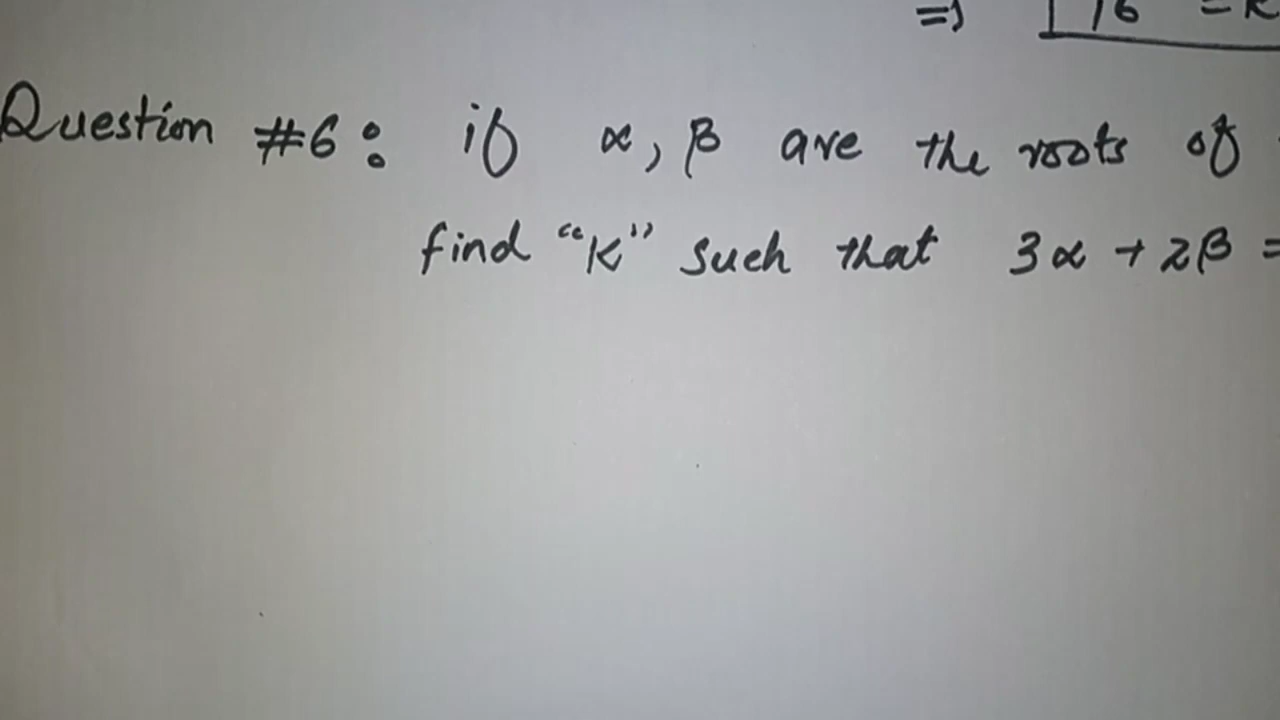 => 16 =
Question #6: if α, β are the roots of
find “K” such that 3α + 2β =